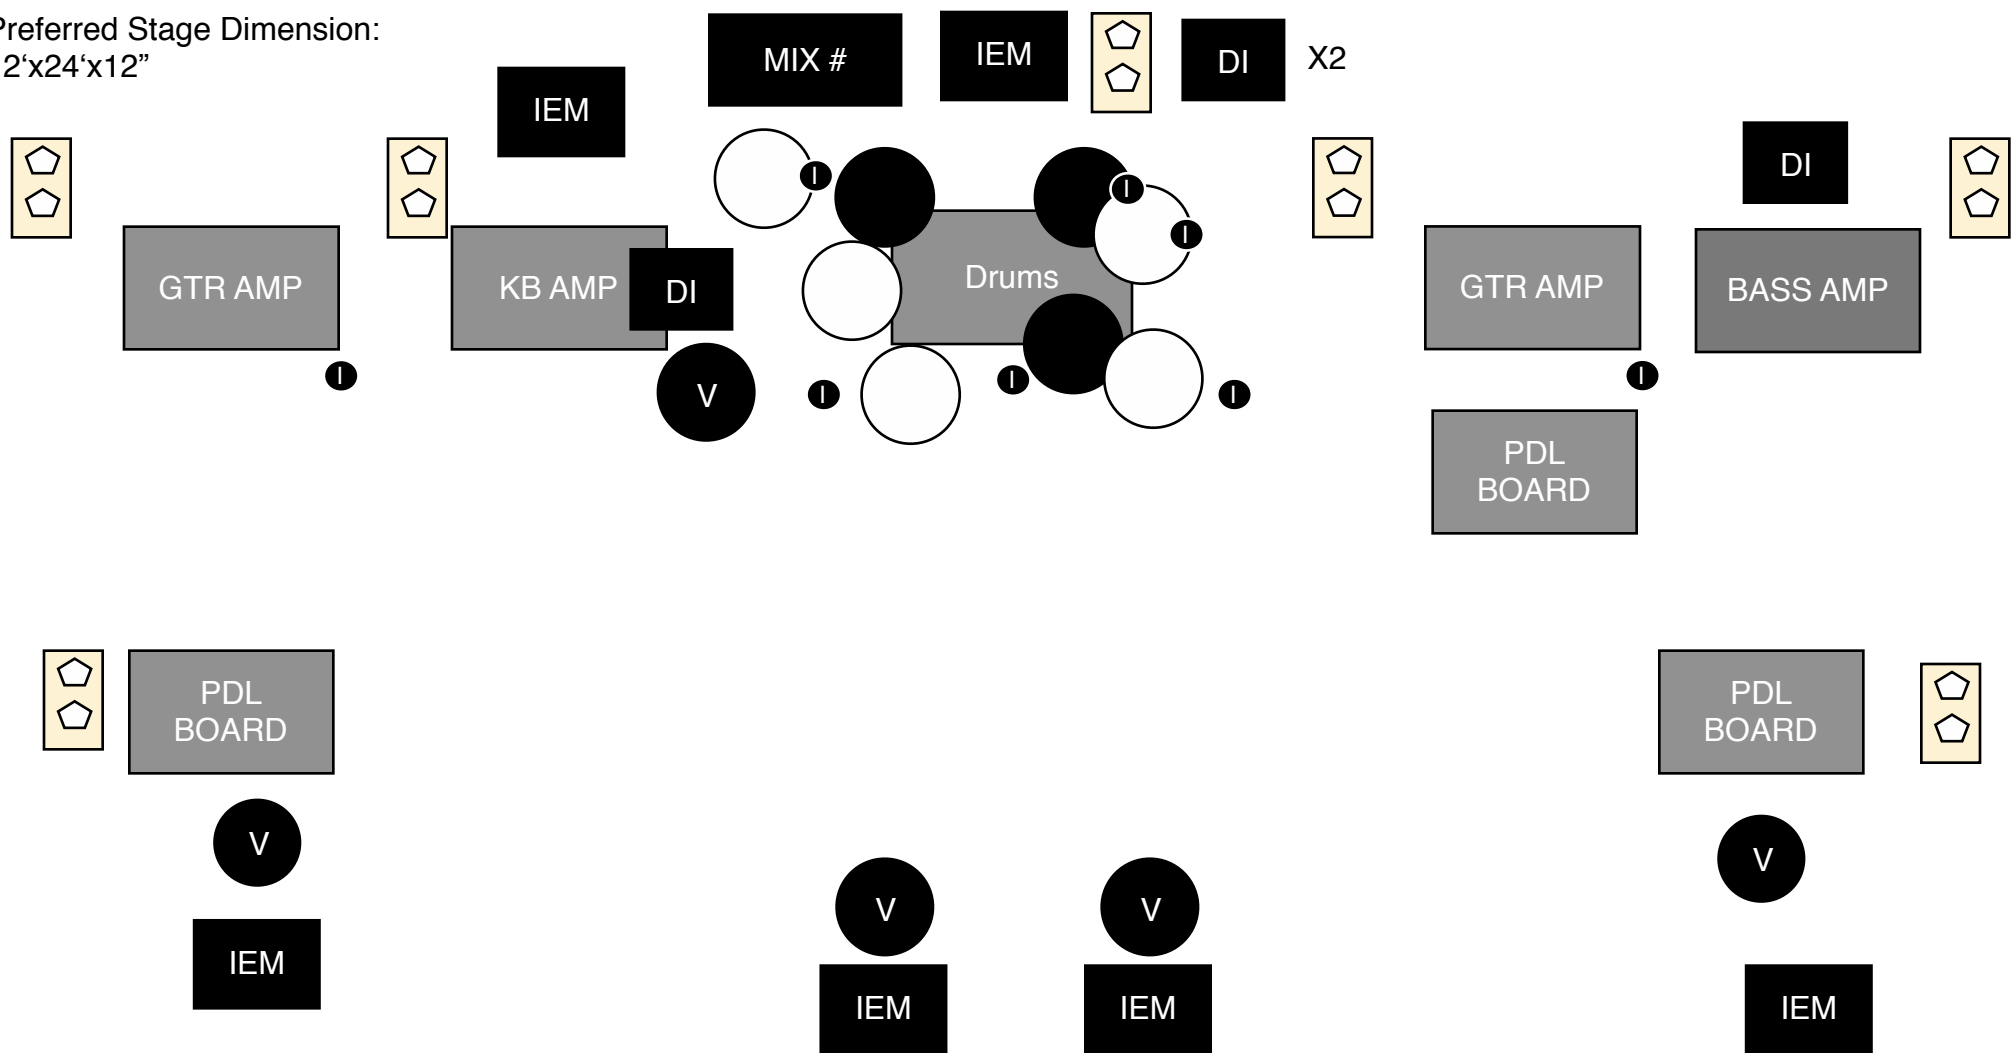 Preferred Stage Dimension:
2‘x24‘x12”
MIX #
IEM
DI
X2
IEM
DI
GTR AMP
KB AMP
DI
Drums
GTR AMP
BASS AMP
I
I
I
I
V
I
I
I
I
PDL
BOARD
PDL
BOARD
PDL
BOARD
V
V
V
V
IEM
IEM
IEM
IEM